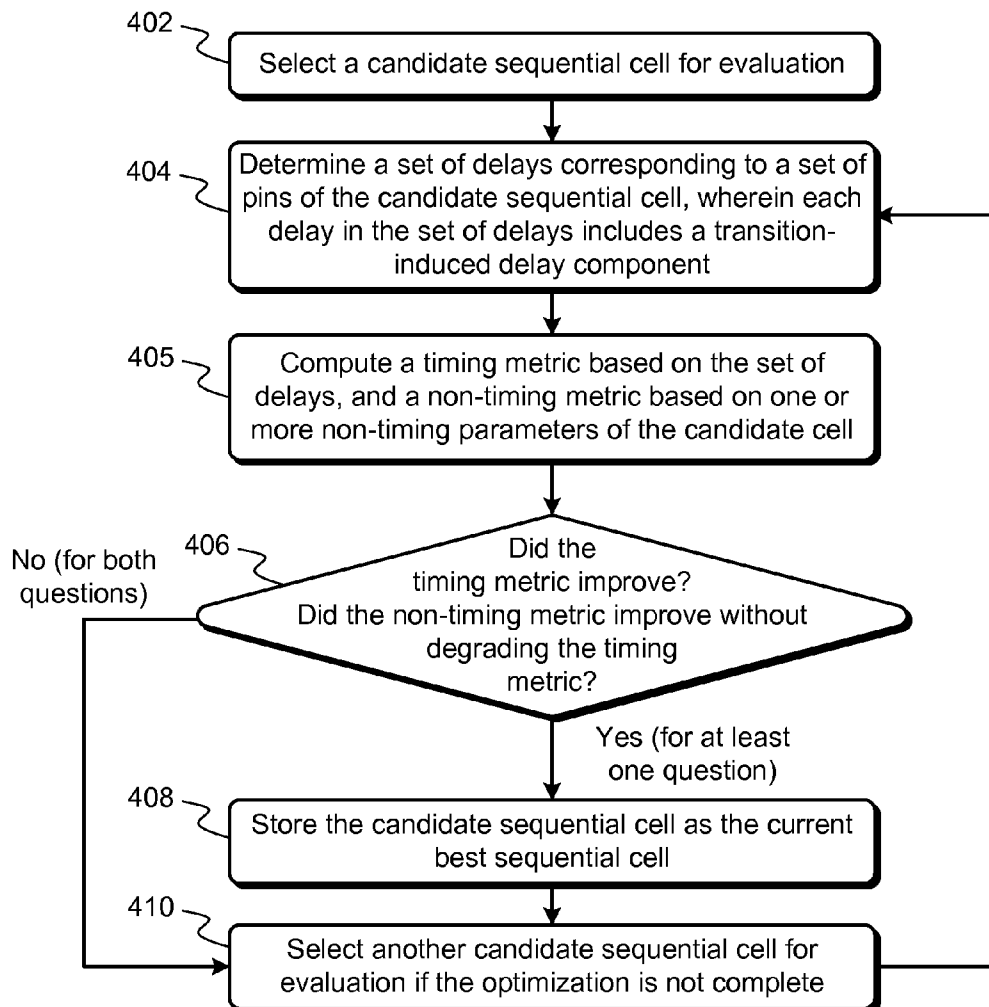 402
Select a candidate sequential cell for evaluation
404
Determine a set of delays corresponding to a set of
pins of the candidate sequential cell, wherein each
delay in the set of delays includes a transition-
induced delay component
405
Compute a timing metric based on the set of
delays, and a non-timing metric based on one or
more non-timing parameters of the candidate cell
406
No (for both
questions)
Did the
timing metric improve?
Did the non-timing metric improve without
degrading the timing
metric?
Yes (for at least
one question)
408
Store the candidate sequential cell as the current
best sequential cell
410
Select another candidate sequential cell for
evaluation if the optimization is not complete